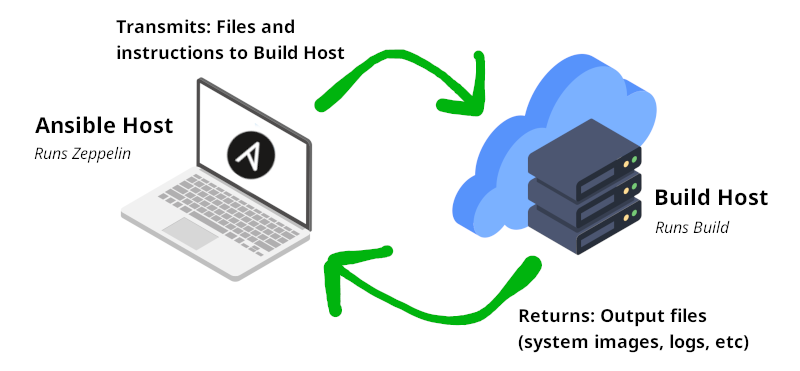 Transmits: Files and
instructions to Build Host
Ansible Host
Runs Zeppelin
Build Host
Runs Build
Returns: Output files
(system images, logs, etc)